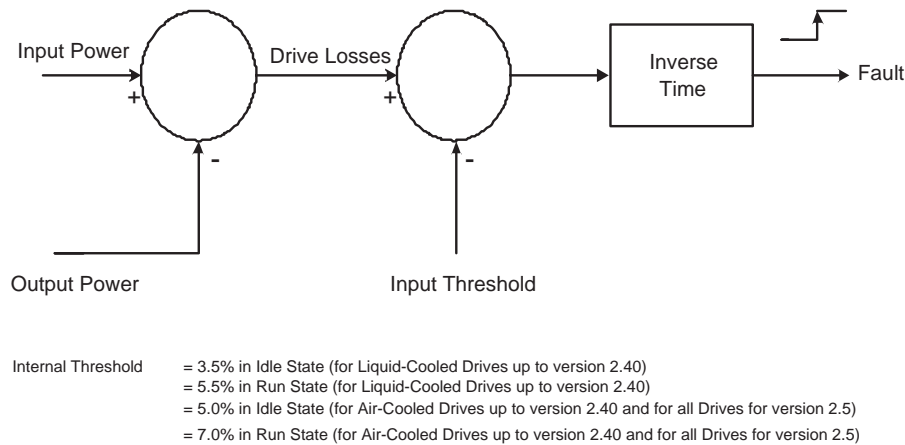 Input Power
+
-
Output Power
Drive Losses
+
-
Input Threshold
Inverse
Time
Fault
Internal Threshold = 3.5% in Idle State (for Liquid-Cooled Drives up to version 2.40)
= 5.5% in Run State (for Liquid-Cooled Drives up to version 2.40)
= 5.0% in Idle State (for Air-Cooled Drives up to version 2.40 and for all Drives for version 2.5)
= 7.0% in Run State (for Air-Cooled Drives up to version 2.40 and for all Drives for version 2.5)